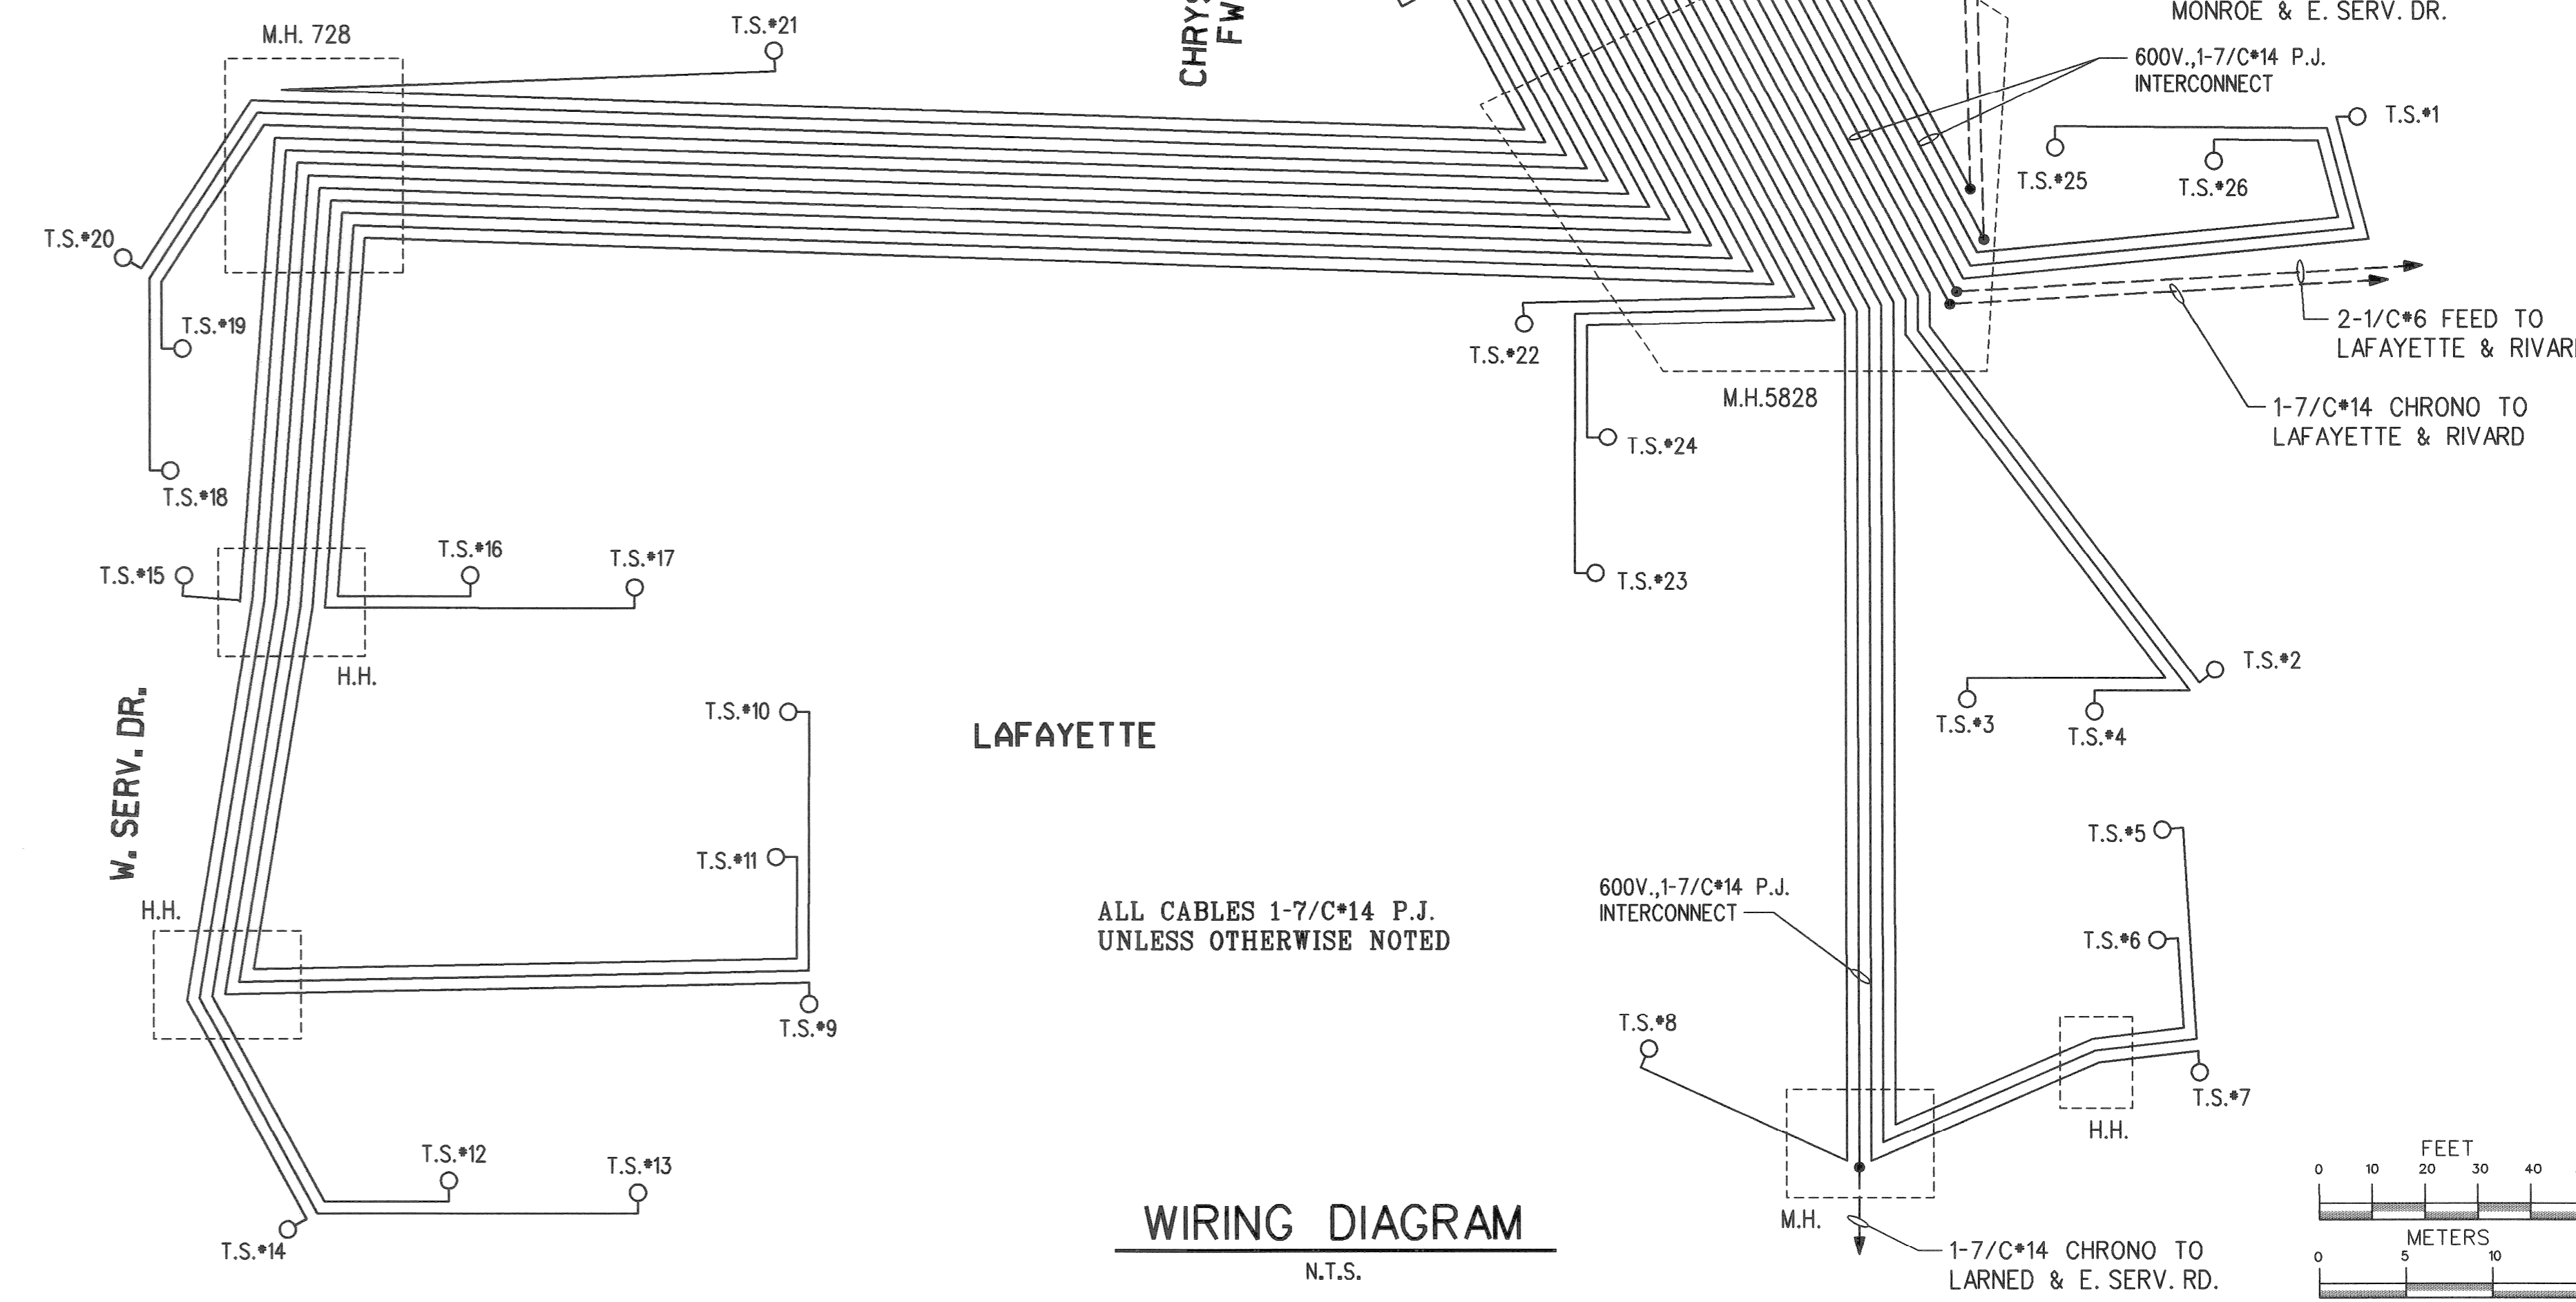 MONROE & E. SERV. DR.
M.H. 728
T.S.#21
CHRYS
FW
600V.,1-7/C#14 P.J.
INTERCONNECT
T.S.#1
T.S.#25
T.S.#26
T.S.#20
T.S.#19
2-1/C#6 FEED TO
LAFAYETTE & RIVAR
T.S.#22
M.H.5828
1-7/C#14 CHRONO TO
LAFAYETTE & RIVARD
T.S.#24
T.S.#18
T.S.#15
T.S.#16
T.S.#17
T.S.#23
H.H.
T.S.#2
T.S.#10
LAFAYETTE
T.S.#3
T.S.#4
W. SERV. DR.
T.S.#5
T.S.#11
600V.,1-7/C#14 P.J.
INTERCONNECT
H.H.
ALL CABLES 1-7/C#14 P.J.
UNLESS OTHERWISE NOTED
T.S.#6
T.S.#9
T.S.#8
T.S.#7
H.H.
T.S.#12
T.S.#13
FEET
0 10 20 30 40
T.S.#14
WIRING DIAGRAM
N.T.S.
M.H.
METERS
0 5 10
1-7/C#14 CHRONO TO
LARNED & E. SERV. RD.